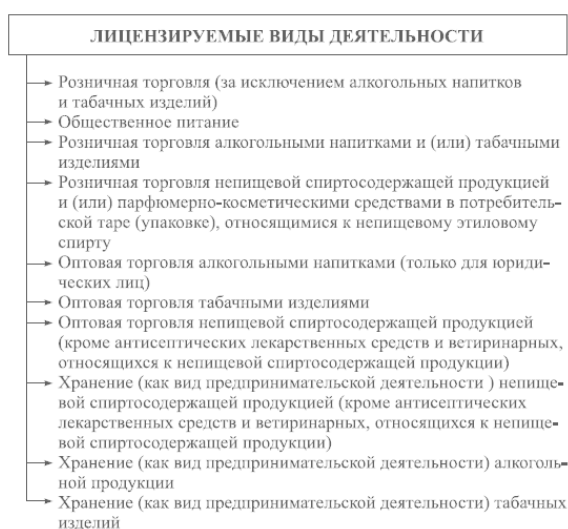 ЛИЦЕНЗИРУЕМЫЕ ВИДЫ ДЕЯТЕЛЬНОСТИ
Розничная торговля (за исключением алкогольных напитков
и табачных изделий)
Общественное питание
Розничная торговля алкогольными напитками и (или) табачными
изделиями
Розничная торговля непищевой спиртосодержащей продукцией
и (или) парфюмерно-косметическими средствами в потребитель-
ской таре (упаковке), относящимися к непищевому этиловому
спирту
Оптовая торговля алкогольными напитками (только для юриди-
ческих лиц)
Оптовая торговля табачными изделиями
Оптовая торговля непищевой спиртосодержащей продукцией
(кроме антисептических лекарственных средств и ветиринарных,
относящихся к непищевой спиртосодержащей продукции)
Хранение (как вид предпринимательской деятельности ) непище-
вой спиртосодержащей продукцией (кроме антисептических
лекарственных средств и ветиринарных, относящихся к непище-
вой спиртосодержащей продукции)
Хранение (как вид предпринимательской деятельности) алкоголь-
ной продукции
Хранение (как вид предпринимательской деятельности) табачных
изделий